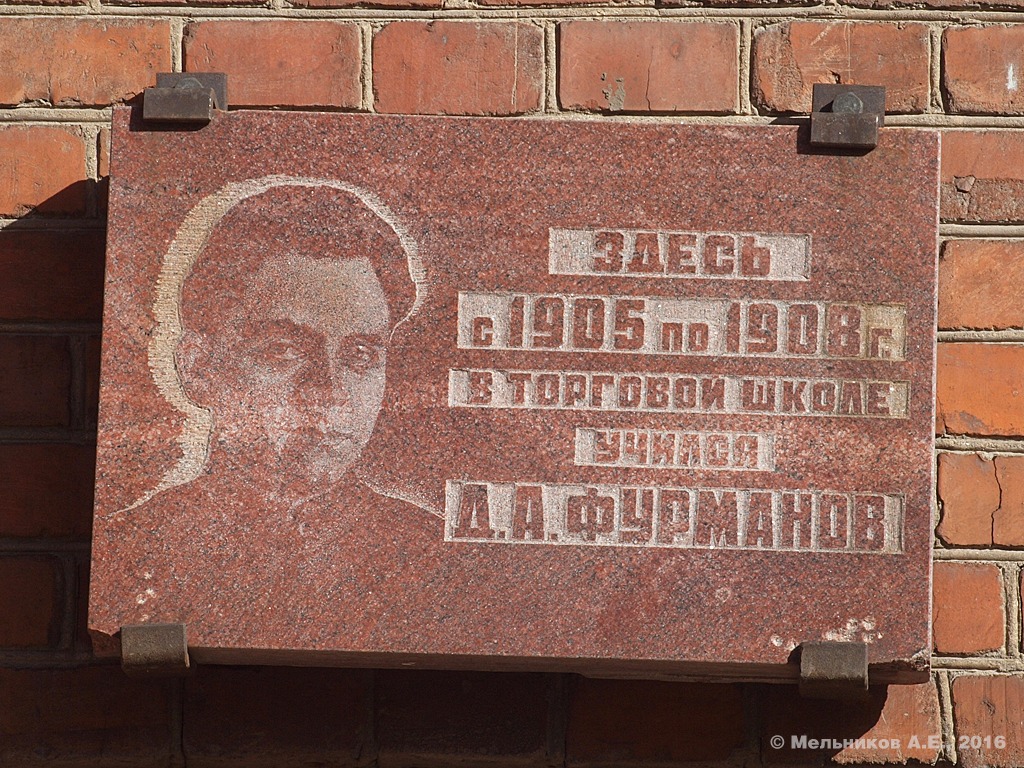 ЗДЕСЬ
с 1905 по 1908 г.
В ТОРГОВОЙ ШКОЛЕ
УЧИЛСЯ
Д.А.ФУРМАНОВ
© Мельников А.Е., 2016